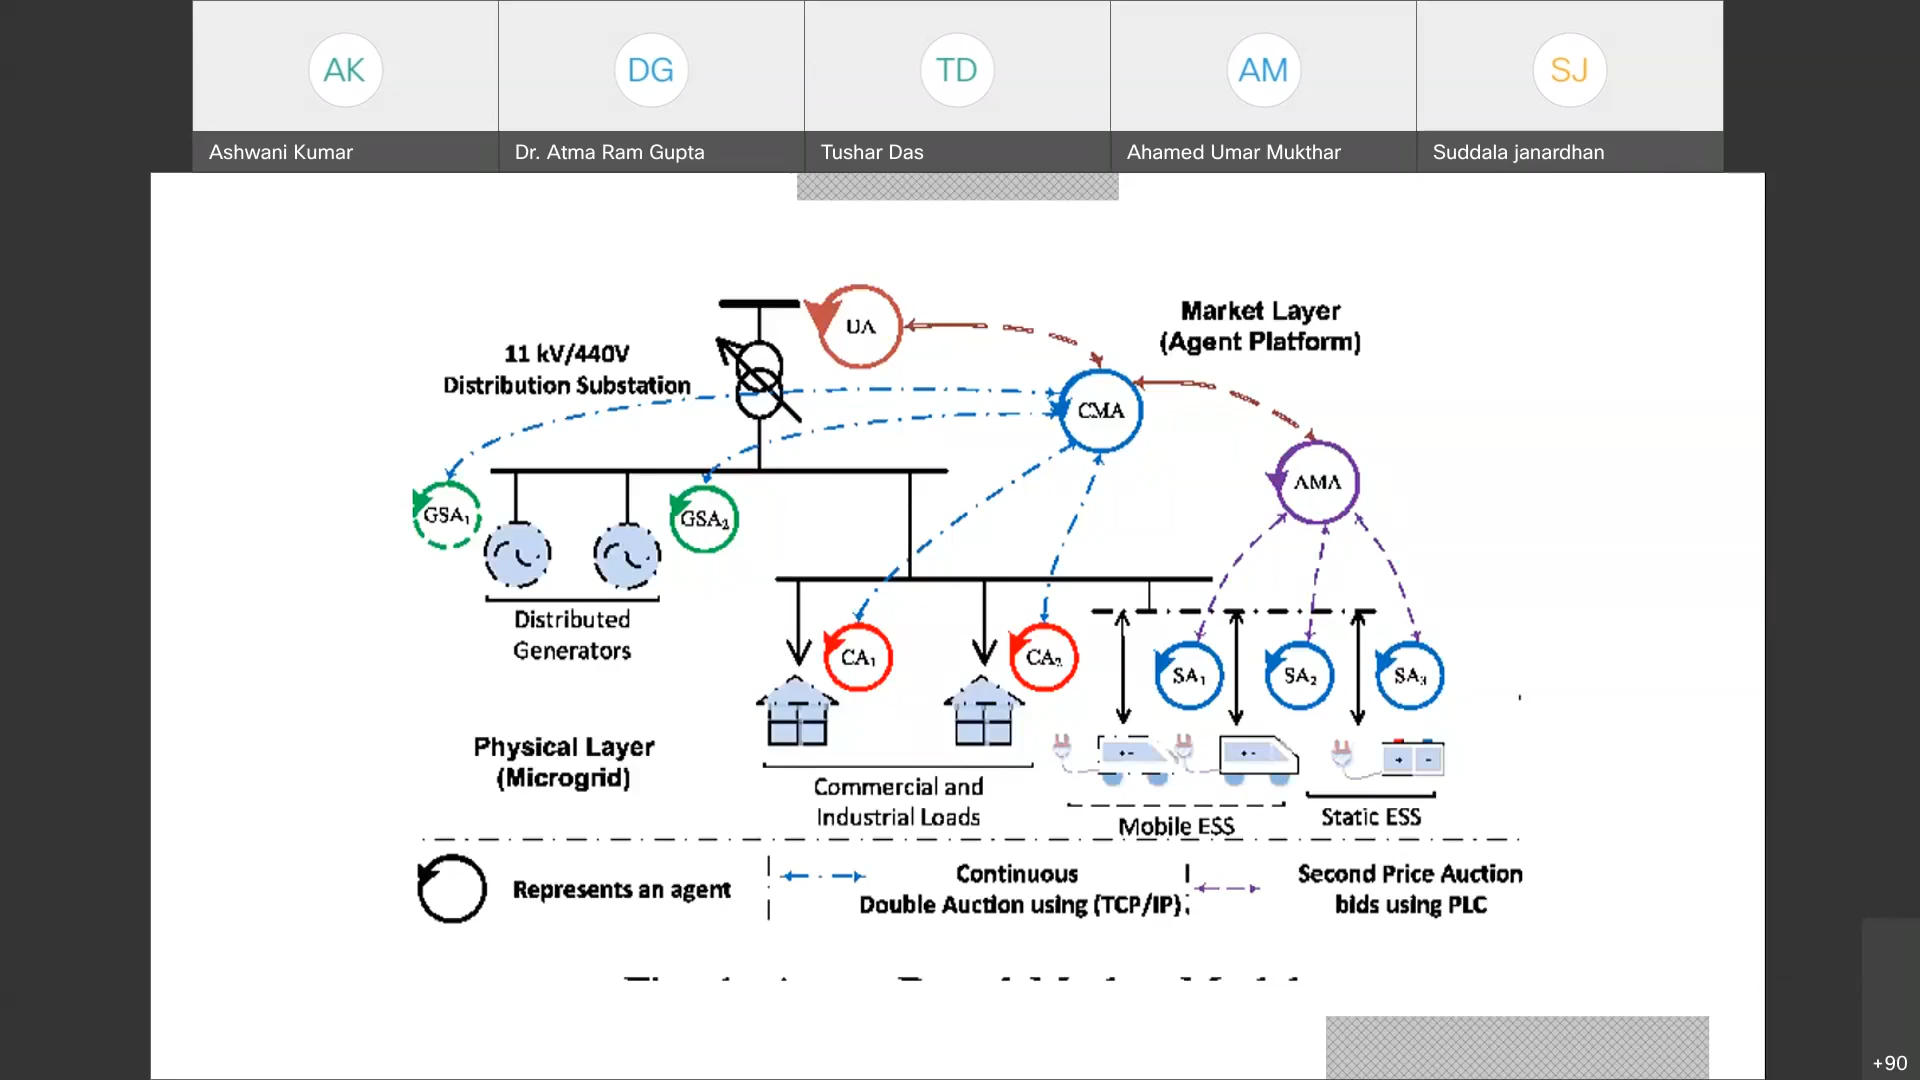 AK
DG
TD
AM
SJ
Ashwani Kumar
Dr. Atma Ram Gupta
Tushar Das
Ahamed Umar Mukthar
Suddala janardhan
UA
Market Layer
(Agent Platform)
11 kV/440V
Distribution Substation
CMA
AMA
GSA₁
GSA₂
Distributed
Generators
CA₁
CA₂
SA₁
SA₂
SA₃
Physical Layer
(Microgrid)
Commercial and
Industrial Loads
Mobile ESS
Static ESS
Represents an agent
Continuous
Double Auction using (TCP/IP)
Second Price Auction
bids using PLC
+90